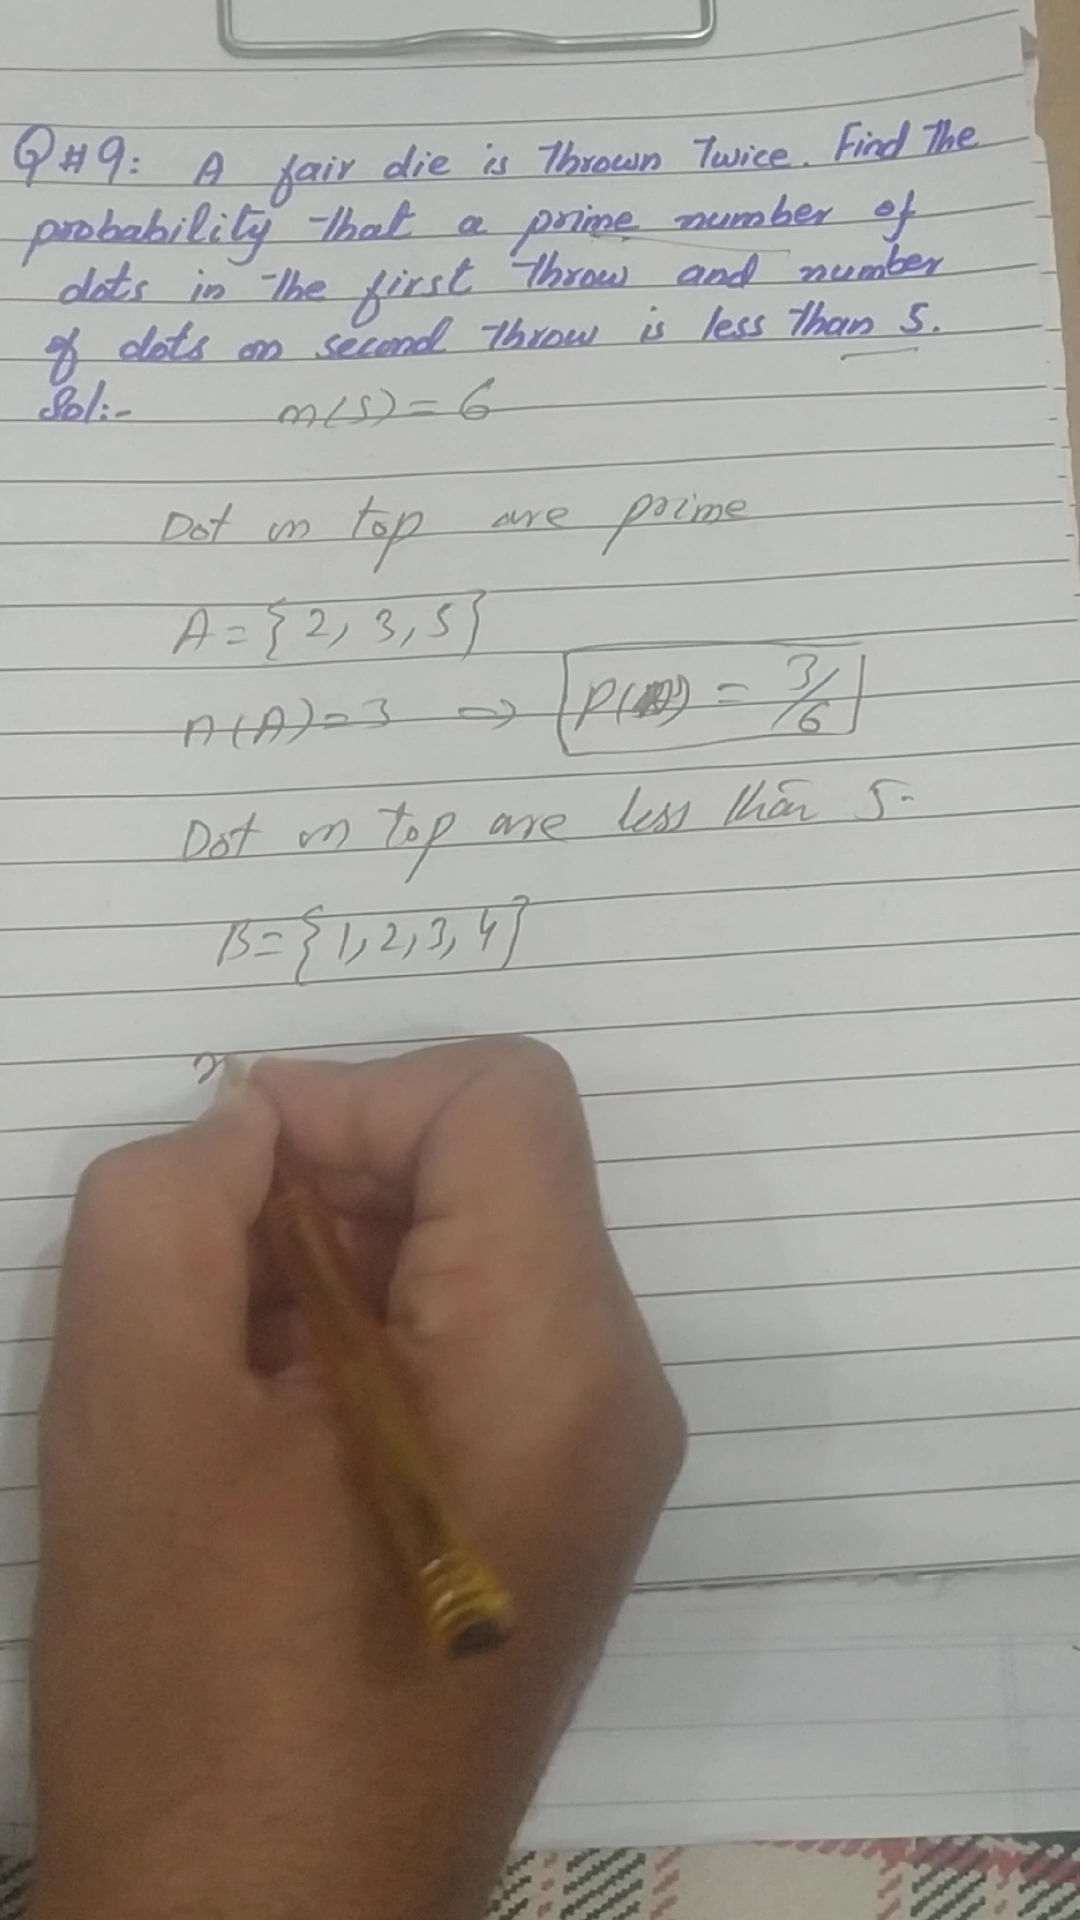 Q#9: A fair die is thrown twice. Find the
probability that a prime number of
dots in the first throw and number
of dots on second throw is less than 5.
Sol:- n(S) = 6
Dot on top are prime
A = {2, 3, 5}
n(A) = 3 ⇒ P(A) = 3/6
Dot on top are less than 5.
B = {1, 2, 3, 4}
n